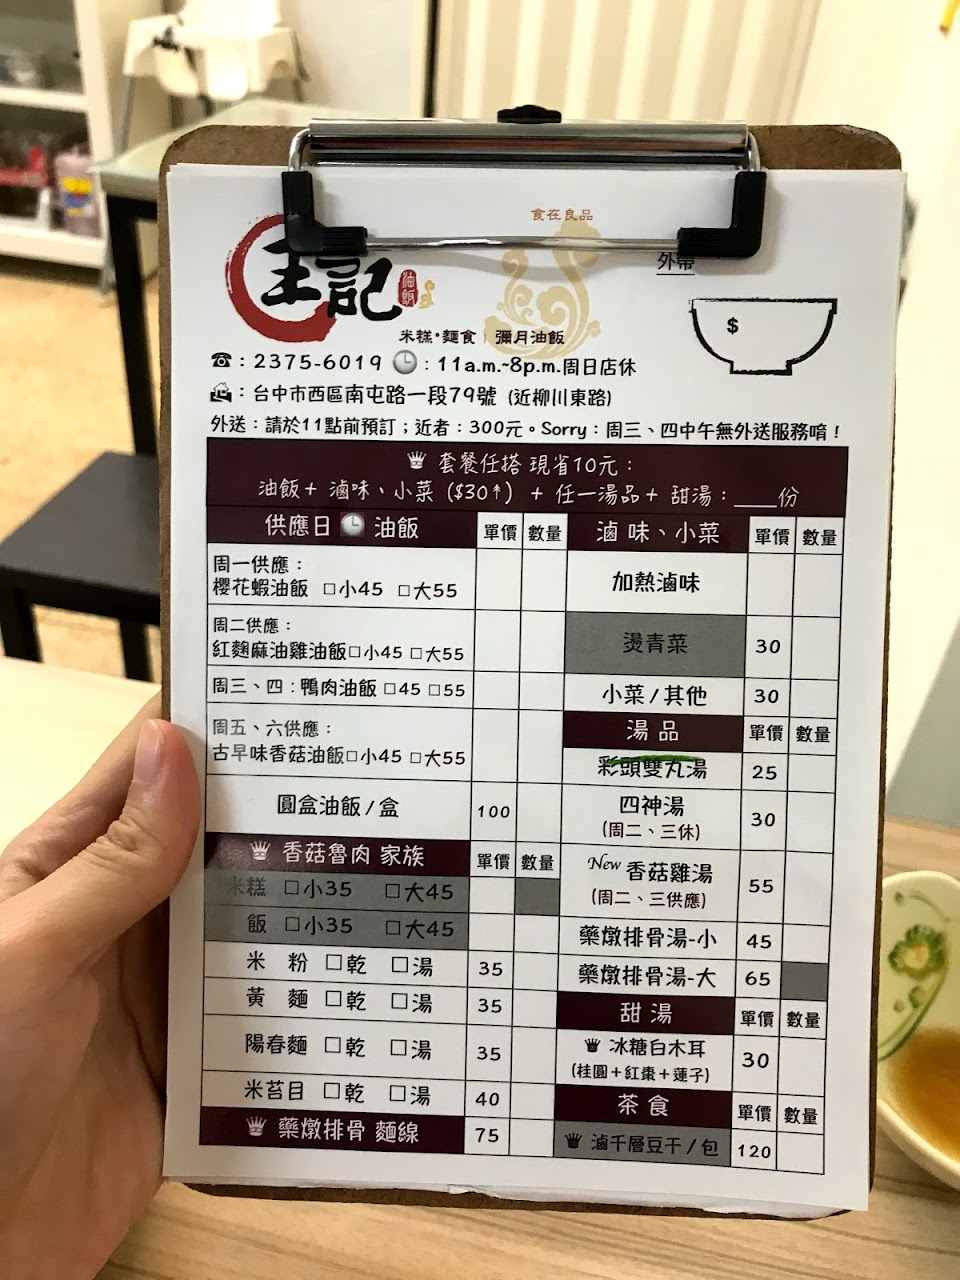 食在良品
王記
油飯
外帶
米糕·麵食 | 彌月油飯
$
☎：2375-6019 🕒：11a.m.~8p.m.周日店休
：台中市西區南屯路一段79號 (近柳川東路)
外送：請於11點前預訂；近者：300元。Sorry：周三、四中午無外送服務唷！
套餐任搭 現省10元：
油飯＋ 滷味、小菜 ($30↑) ＋ 任一湯品＋ 甜湯：____份
供應日 🕒 油飯 單價 數量
周一供應：
櫻花蝦油飯 □小45 □大55
周二供應：
紅麴麻油雞油飯□小45 □大55
周三、四：鴨肉油飯 □45 □55
周五、六供應：
古早味香菇油飯□小45 □大55
圓盒油飯 / 盒 100
香菇魯肉 家族 單價 數量
米糕 □小35 □大45
飯 □小35 □大45
米 粉 □乾 □湯 35
黃 麵 □乾 □湯 35
陽春麵 □乾 □湯 35
米苔目 □乾 □湯 40
藥燉排骨 麵線 75
滷 味、小菜 單價 數量
加熱滷味
燙青菜 30
小菜 / 其他 30
湯 品 單價 數量
彩頭雙丸湯 25
四神湯 30
(周二、三休)
New 香菇雞湯 55
(周二、三供應)
藥燉排骨湯-小 45
藥燉排骨湯-大 65
甜 湯 單價 數量
冰糖白木耳 30
(桂圓＋紅棗＋蓮子)
茶 食 單價 數量
滷千層豆干 / 包 120